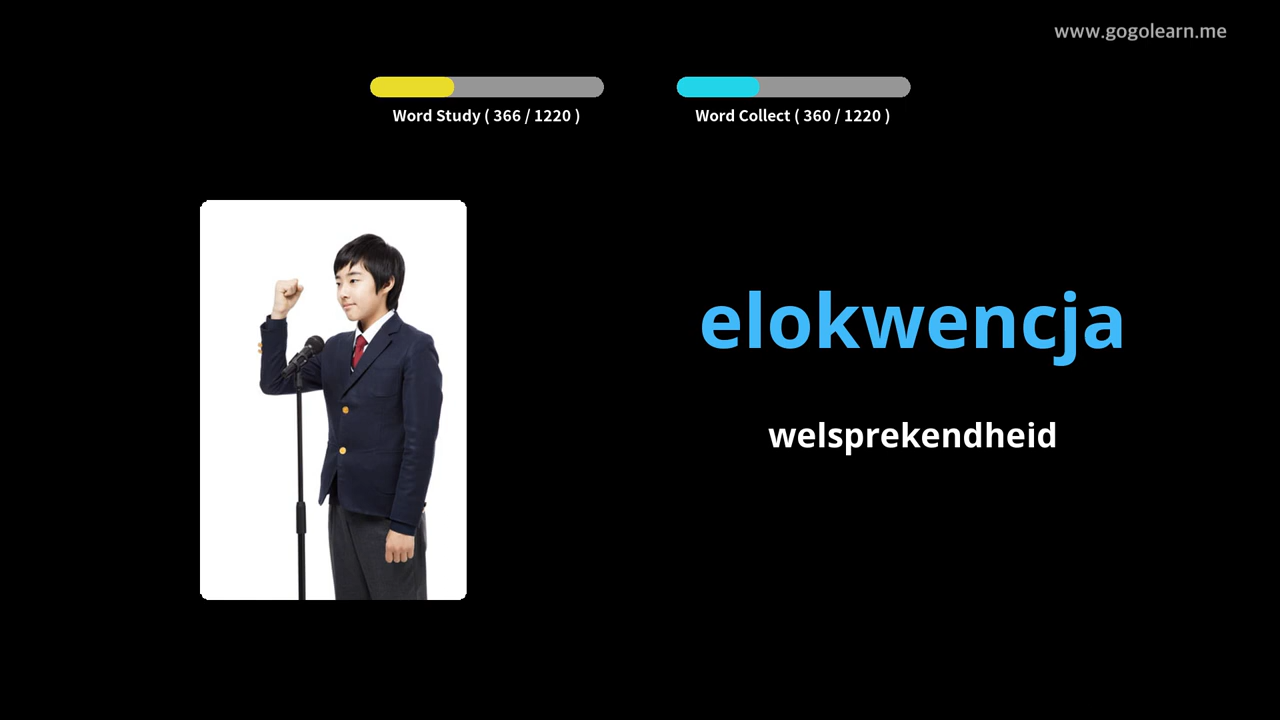 www.gogolearn.me
Word Study ( 366 / 1220 )
Word Collect ( 360 / 1220 )
elokwencja
welsprekendheid